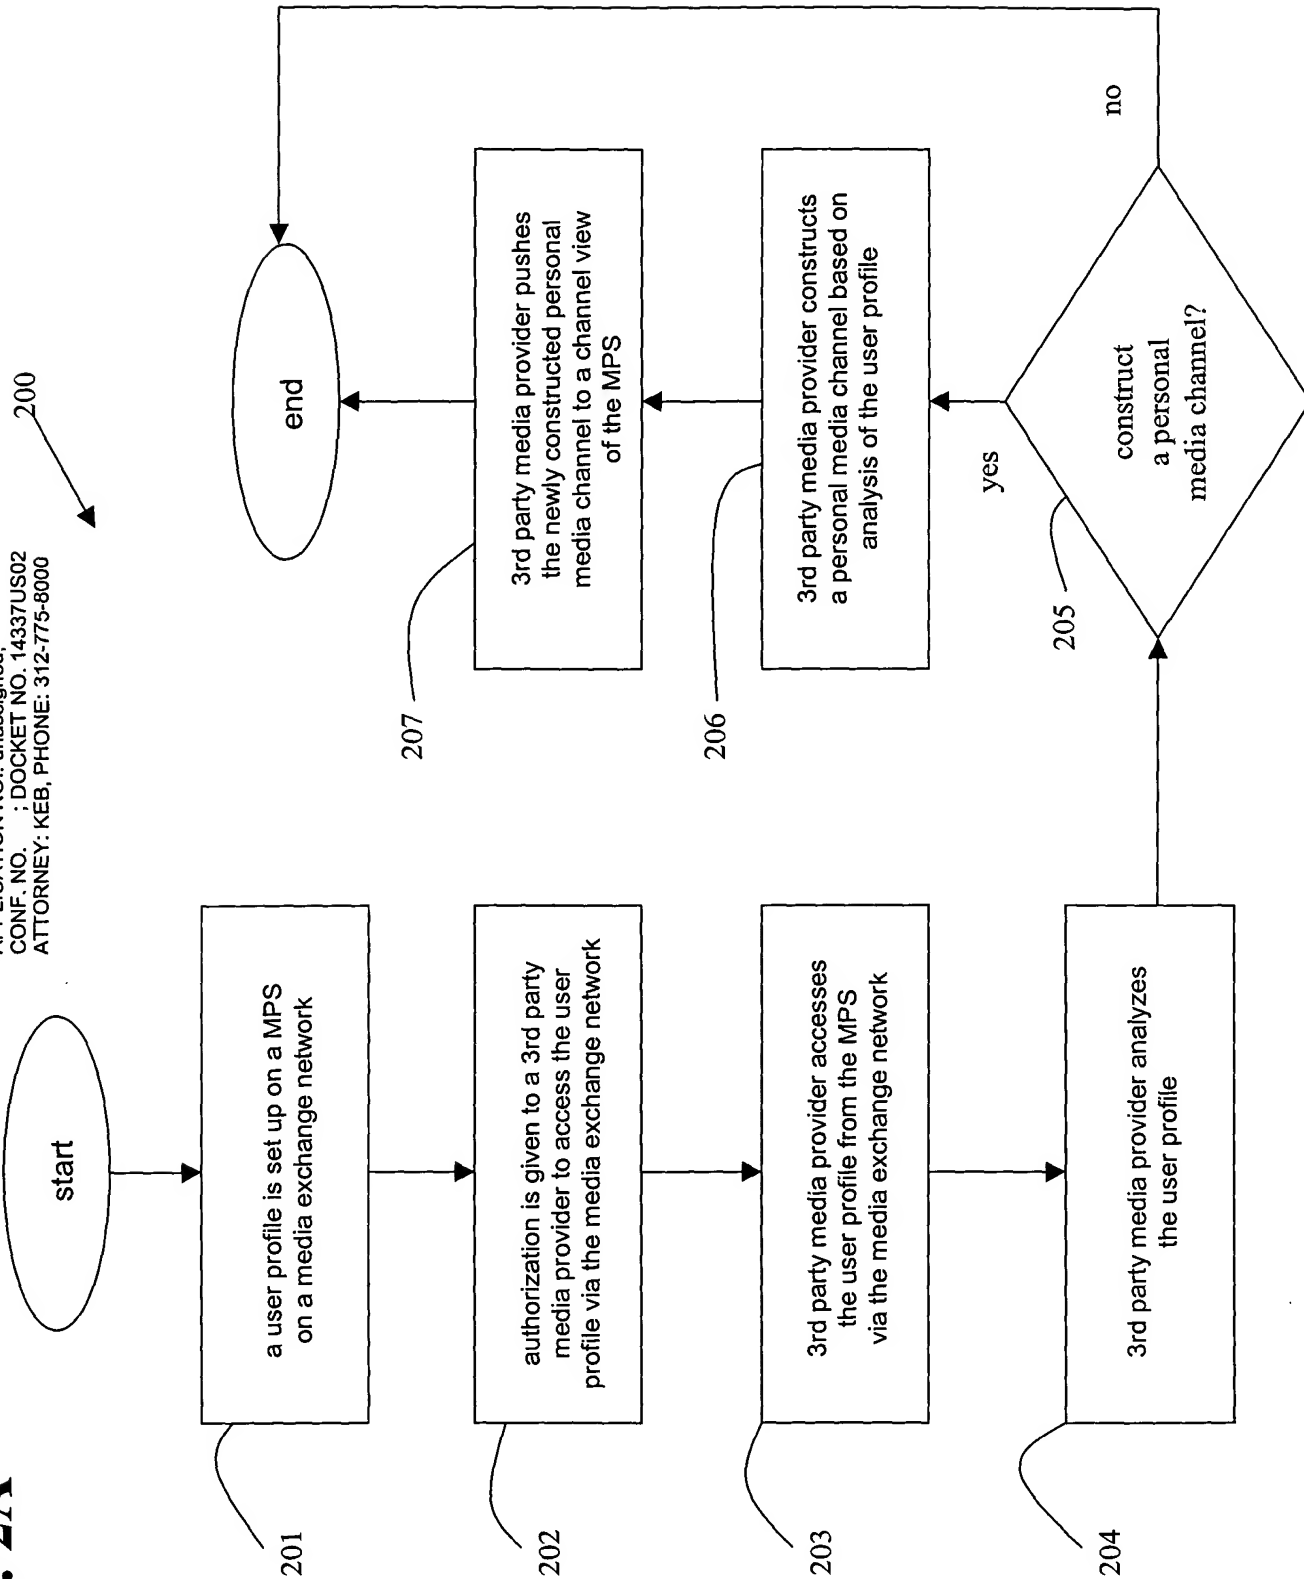 . 2A
CONF. NO. ; DOCKET NO. 14337US02
ATTORNEY: KEB, PHONE: 312-775-8000
200
start
a user profile is set up on a MPS
on a media exchange network
201
authorization is given to a 3rd party
media provider to access the user
profile via the media exchange network
202
3rd party media provider accesses
the user profile from the MPS
via the media exchange network
203
3rd party media provider analyzes
the user profile
204
construct
a personal
media channel?
205
yes
no
3rd party media provider constructs
a personal media channel based on
analysis of the user profile
206
3rd party media provider pushes
the newly constructed personal
media channel to a channel view
of the MPS
207
end